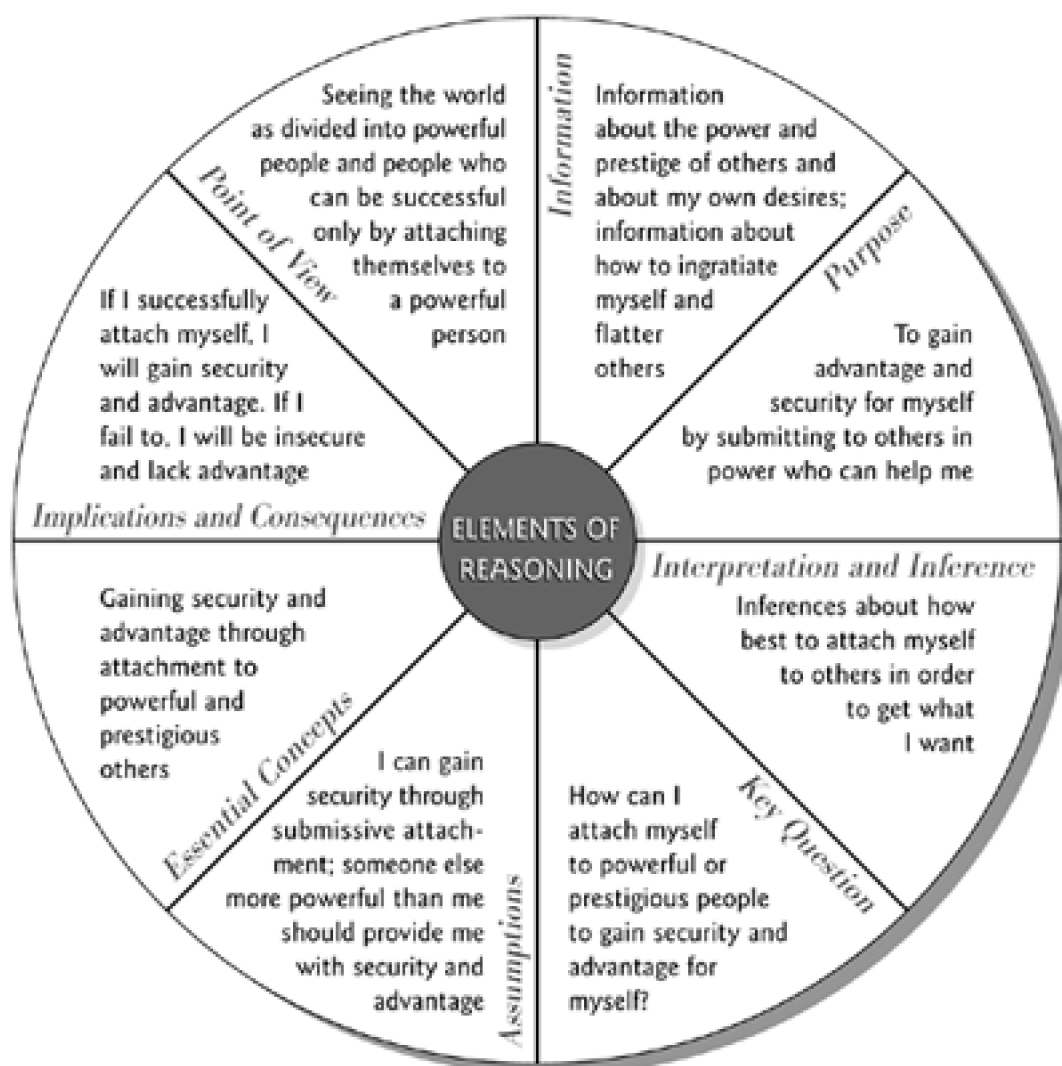 Point of View
Seeing the world
as divided into powerful
people and people who
can be successful
only by attaching
themselves to
a powerful
person
Information
Information
about the power and
prestige of others and
about my own desires;
information about
how to ingratiate
myself and
flatter
others
Purpose
To gain
advantage and
security for myself
by submitting to others in
power who can help me
Interpretation and Inference
Inferences about how
best to attach myself
to others in order
to get what
I want
Key Question
How can I
attach myself
to powerful or
prestigious people
to gain security and
advantage for
myself?
Assumptions
I can gain
security through
submissive attach-
ment; someone else
more powerful than me
should provide me
with security and
advantage
Essential Concepts
Gaining security and
advantage through
attachment to
powerful and
prestigious
others
Implications and Consequences
If I successfully
attach myself, I
will gain security
and advantage. If I
fail to, I will be insecure
and lack advantage
ELEMENTS OF
REASONING